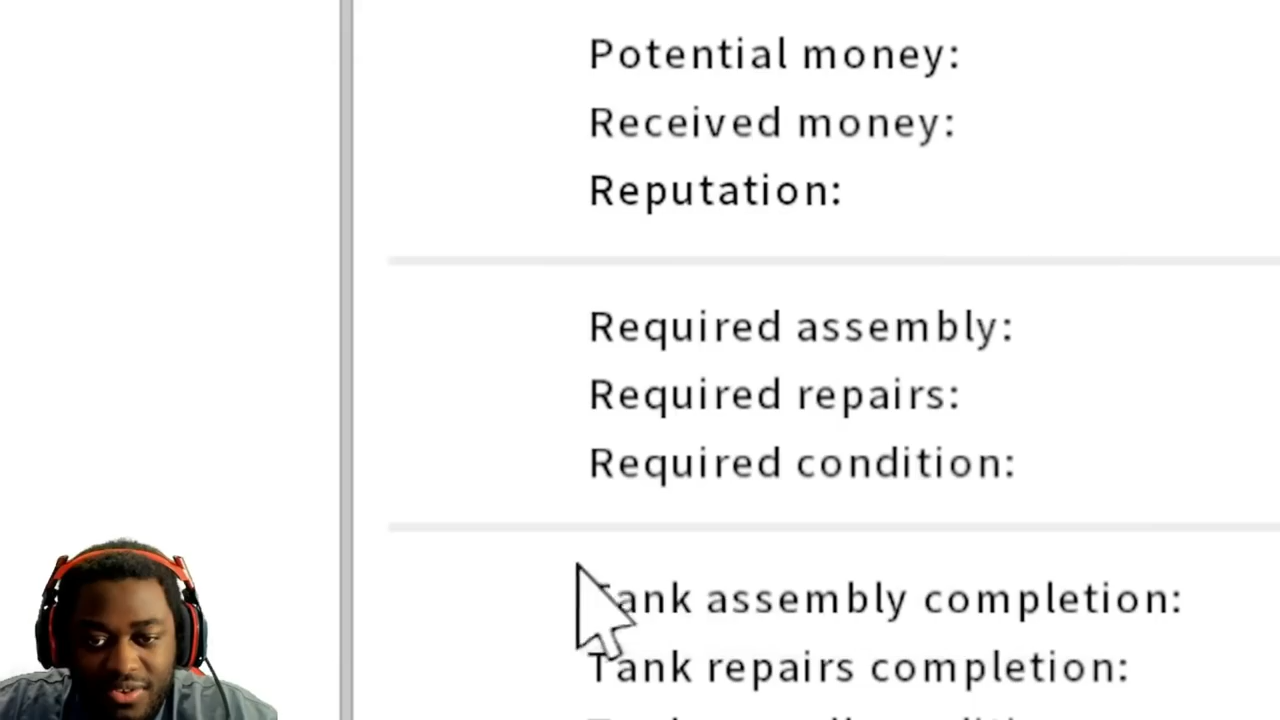 Potential money:
Received money:
Reputation:
Required assembly:
Required repairs:
Required condition:
Tank assembly completion:
Tank repairs completion: